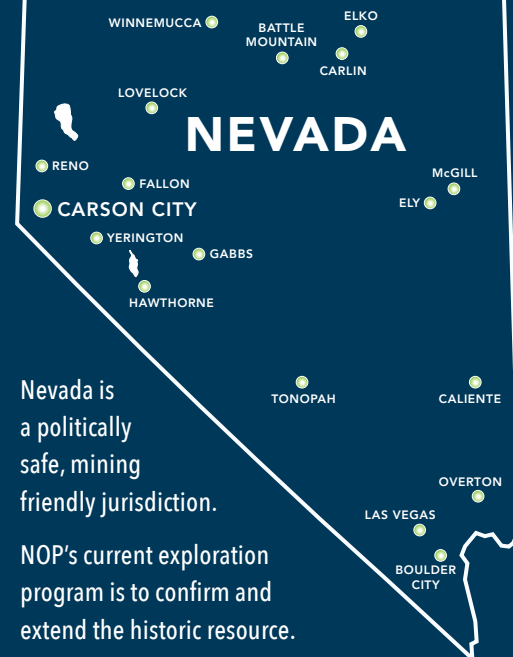 WINNEMUCCA
ELKO
BATTLE
MOUNTAIN
CARLIN
LOVELOCK
NEVADA
RENO
McGILL
FALLON
ELY
CARSON CITY
YERINGTON
GABBS
HAWTHORNE
Nevada is
a politically
safe, mining
friendly jurisdiction.
TONOPAH
CALIENTE
OVERTON
LAS VEGAS
BOULDER
CITY
NOP's current exploration
program is to confirm and
extend the historic resource.